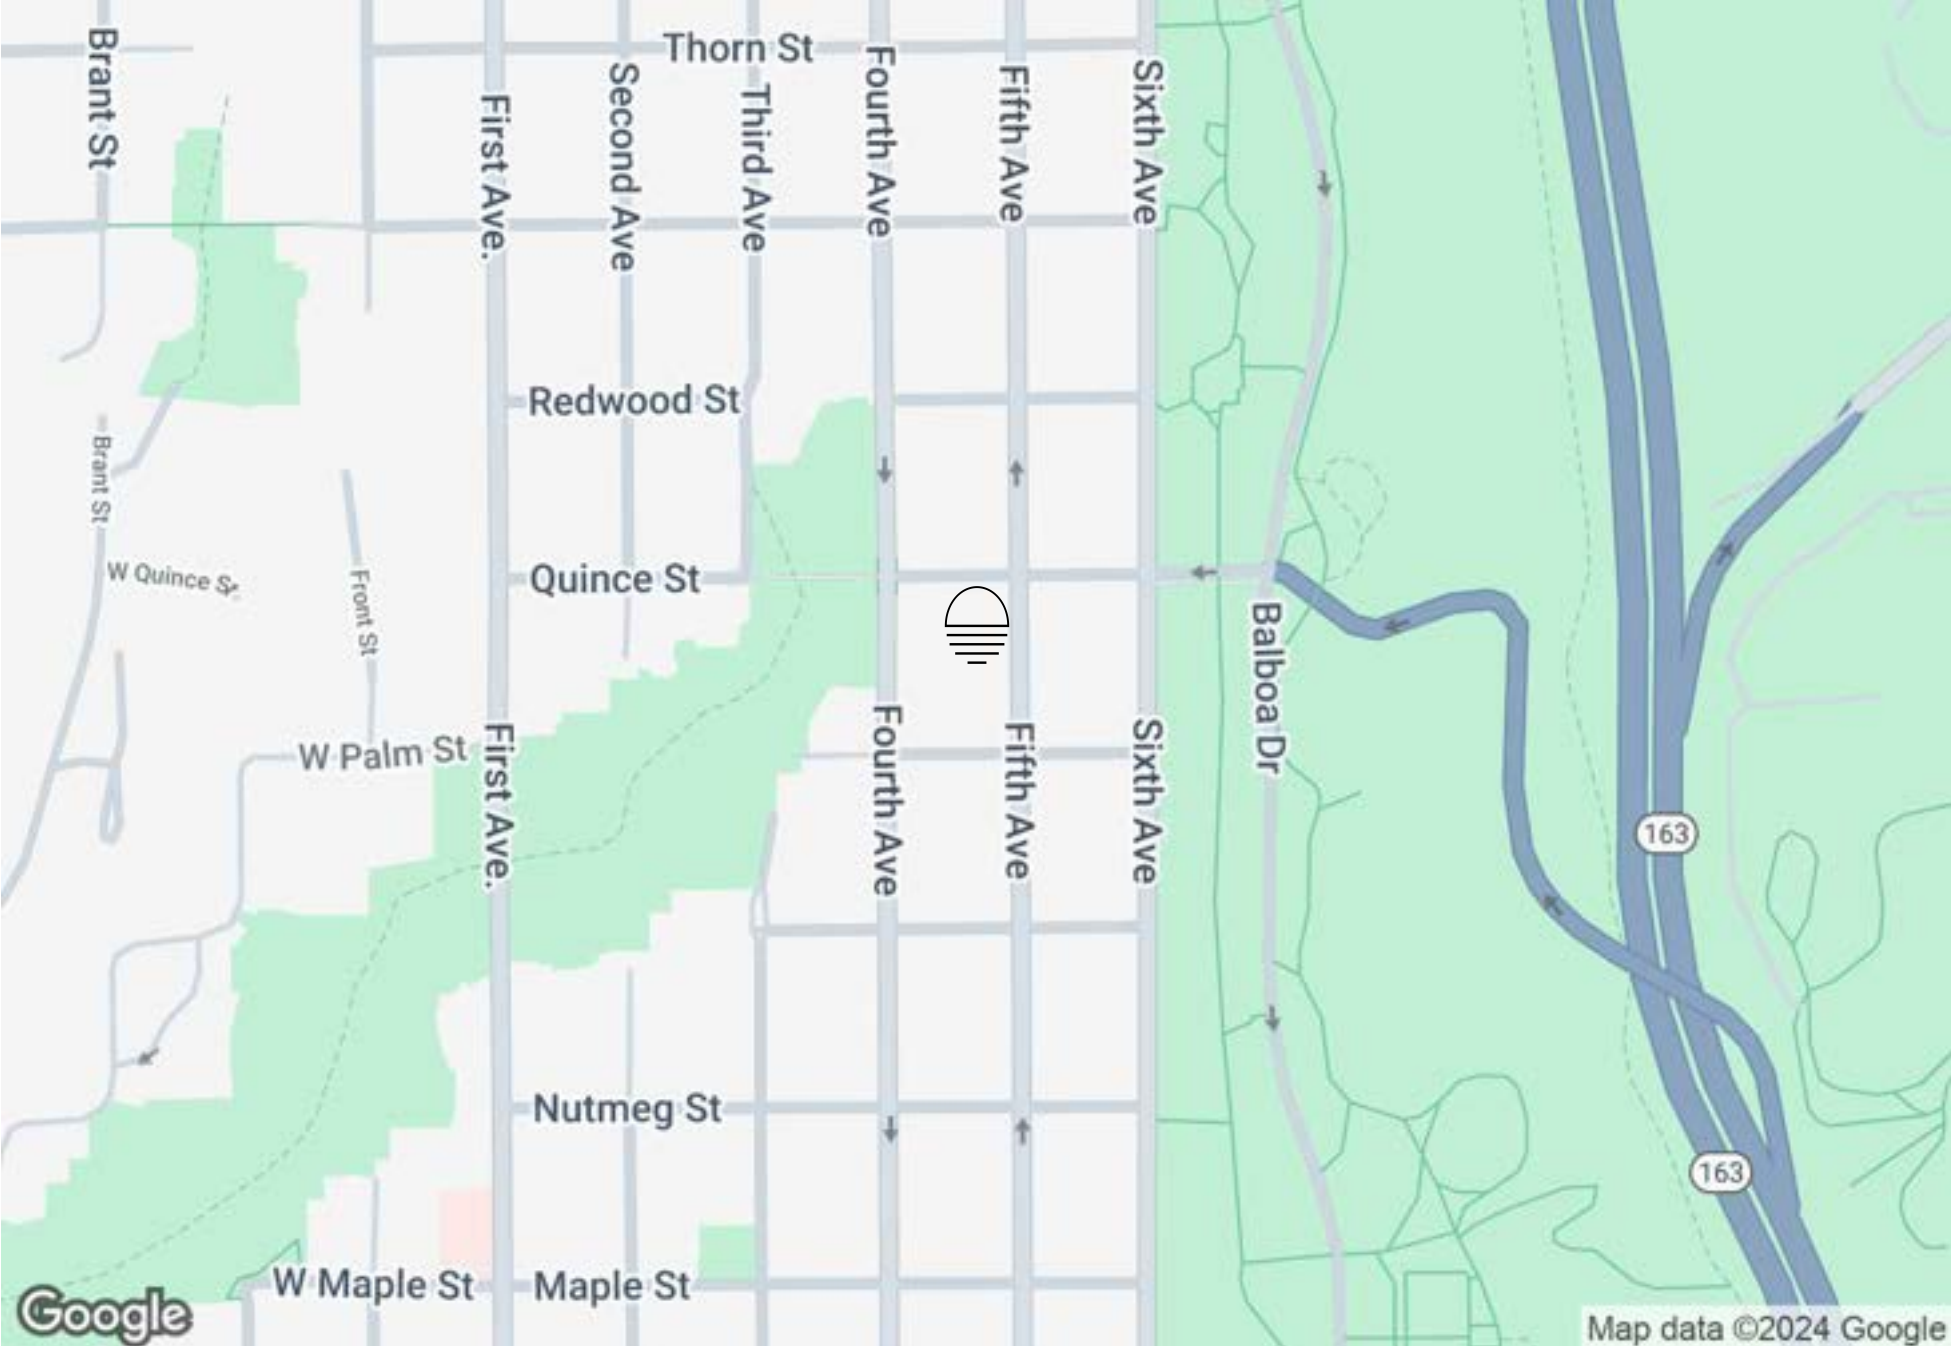 Thorn St
Brant St
First Ave.
Second Ave
Third Ave
Fourth Ave
Fifth Ave
Sixth Ave
Redwood St
Brant St
W Quince St
Front St
Quince St
Balboa Dr
W Palm St
First Ave.
Fourth Ave
Fifth Ave
Sixth Ave
163
Nutmeg St
163
W Maple St
Maple St
Google
Map data ©2024 Google